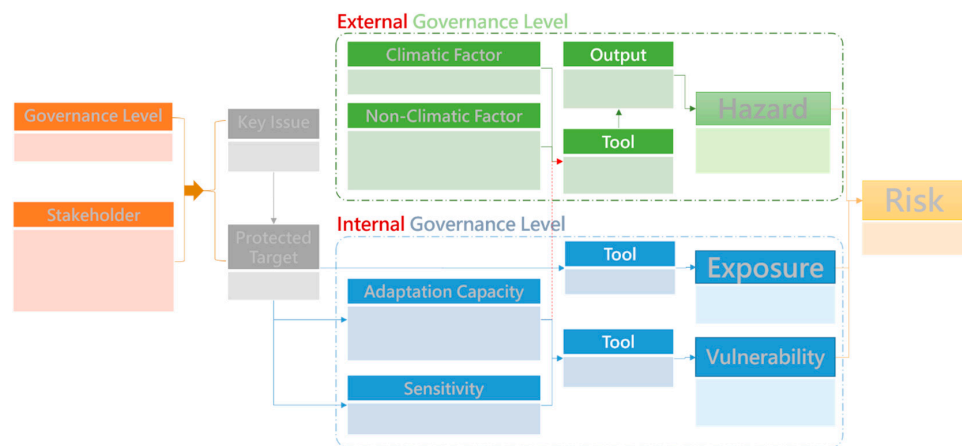 External Governance Level
Climatic Factor
Output
Governance Level
Key Issue
Non-Climatic Factor
Hazard
Tool
Stakeholder
Risk
Internal Governance Level
Protected
Target
Tool
Exposure
Adaptation Capacity
Tool
Vulnerability
Sensitivity